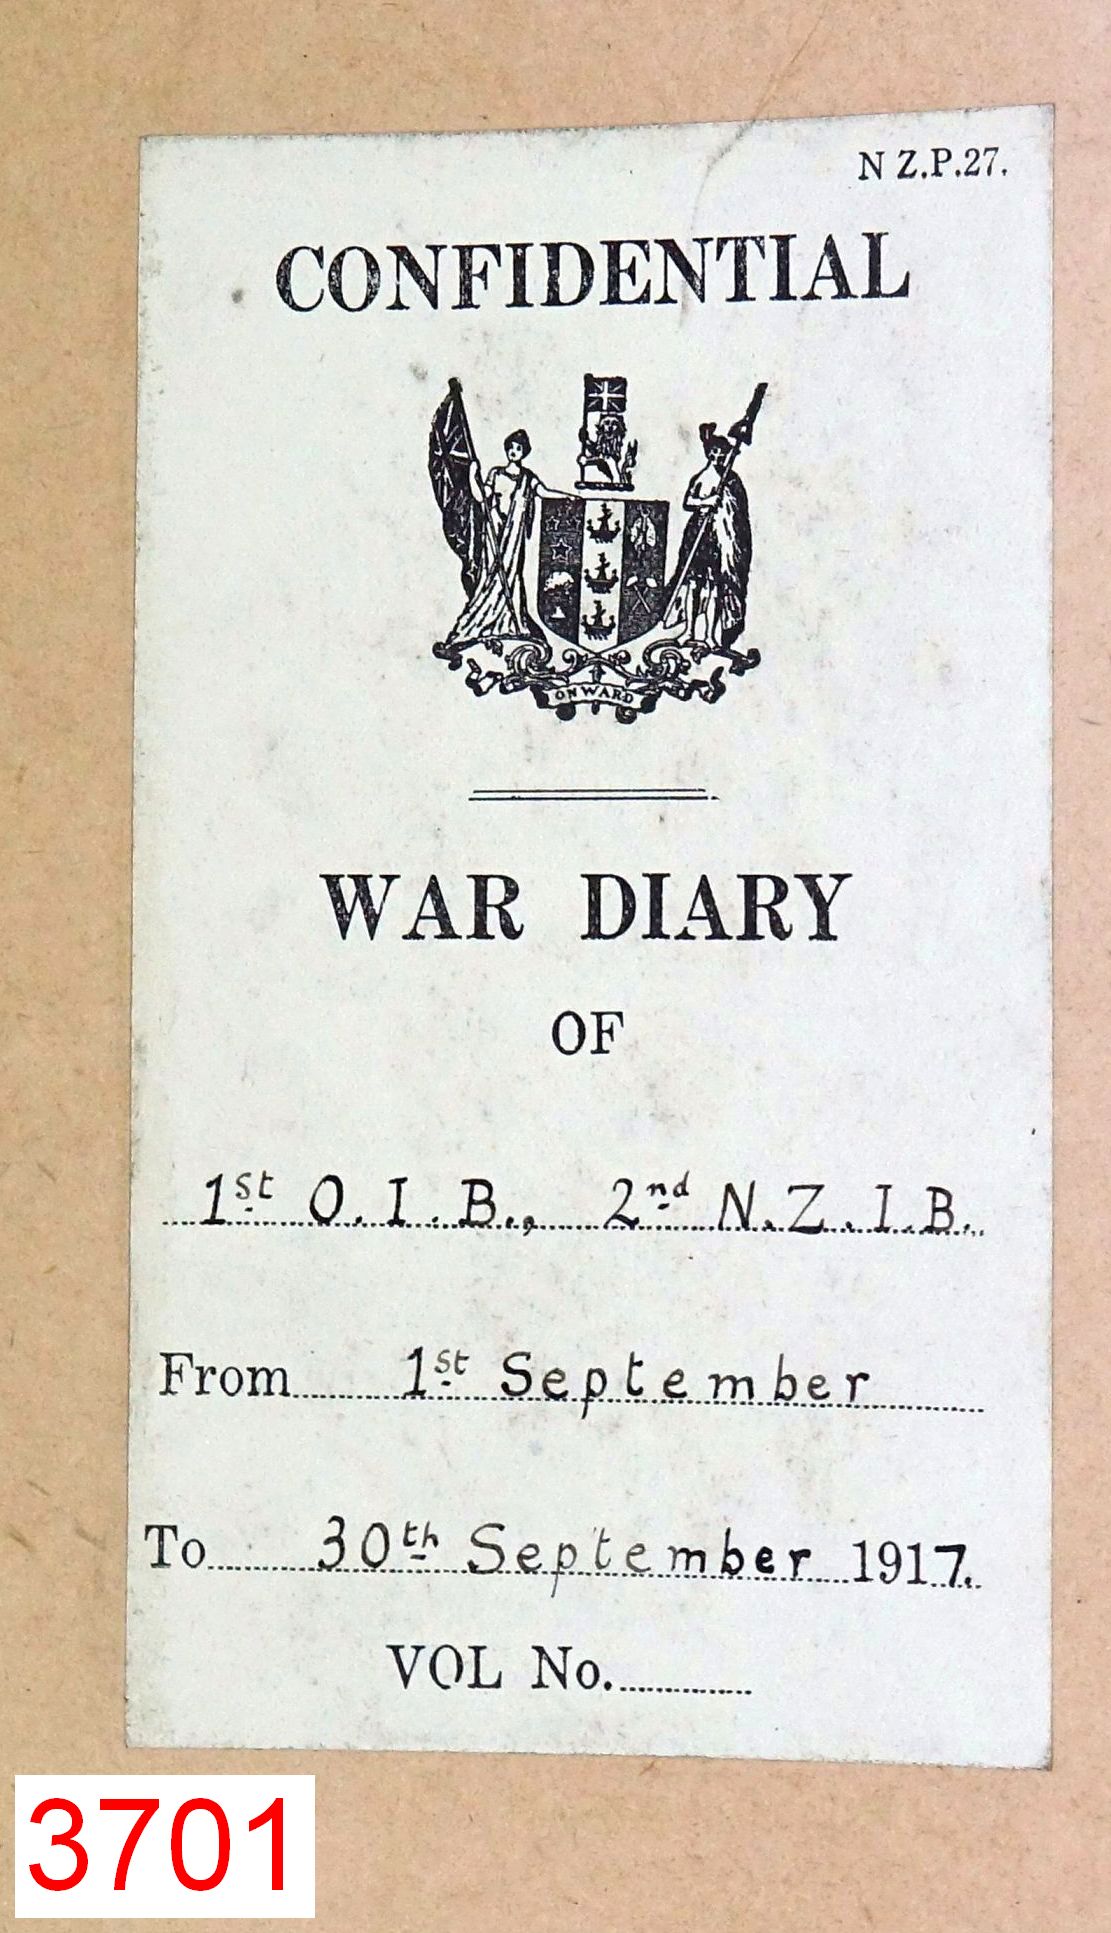 N Z.P.27.
CONFIDENTIAL
ONWARD
WAR DIARY
OF
1st O.I.B., 2nd N.Z.I.B.
From 1st September
To 30th September 1917.
VOL No.
3701